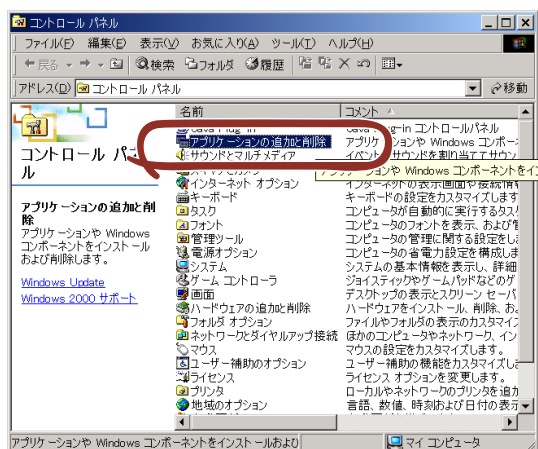 コントロール パネル
ファイル(F) 編集(E) 表示(V) お気に入り(A) ツール(T) ヘルプ(H)
戻る 検索 フォルダ 履歴
アドレス(D) コントロール パネル 移動
名前 コメント
コントロール パネ
ル
アプリケーションの追加と削
除
アプリケーションや Windows
コンポーネントをインストール
および削除します。
Windows Update
Windows 2000 サポート
アプリケーションの追加と削除
サウンドとマルチメディア
インターネット オプション インターネットの表示画面や接続情
キーボード キーボードの設定をカスタマイズします
タスク コンピュータが自動的に実行するタス
フォント コンピュータのフォントを表示、および
管理ツール コンピュータの管理に関する設定をし
電源オプション コンピュータの省電力設定を構成し
システム システムの基本情報を表示し、詳細
ゲーム コントローラ ジョイスティックやゲームパッドなどのゲ
画面 デスクトップの表示とスクリーン セーバ
ハードウェアの追加と削除 ハードウェアをインストール、削除、お
フォルダ オプション ファイルやフォルダの表示のカスタマイズ
ネットワークとダイヤルアップ接続 ほかのコンピュータやネットワーク、イン
マウス マウスの設定をカスタマイズします。
ユーザー補助のオプション ユーザー補助の機能をカスタマイズし
ライセンス ライセンス オプションを変更します。
プリンタ ローカルやネットワークのプリンタを追
地域のオプション 言語、数値、時刻および日付の表示
アプリケーションや Windows コンポーネントをイ
アプリケーションや Windows コンポーネントをインストールおよび マイ コンピュータ